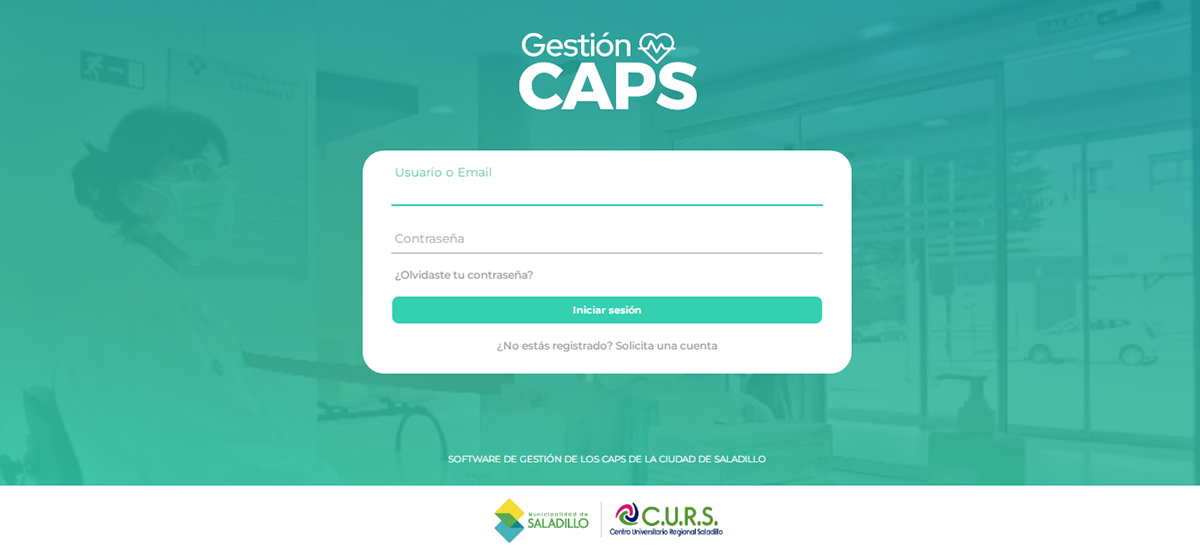 Gestión
CAPS
Usuario o Email
Contraseña
¿Olvidaste tu contraseña?
Iniciar sesión
¿No estás registrado? Solicita una cuenta
SOFTWARE DE GESTIÓN DE LOS CAPS DE LA CIUDAD DE SALADILLO
Municipalidad de
SALADILLO
C.U.R.S.
Centro Universitario Regional Saladillo
SALIDA